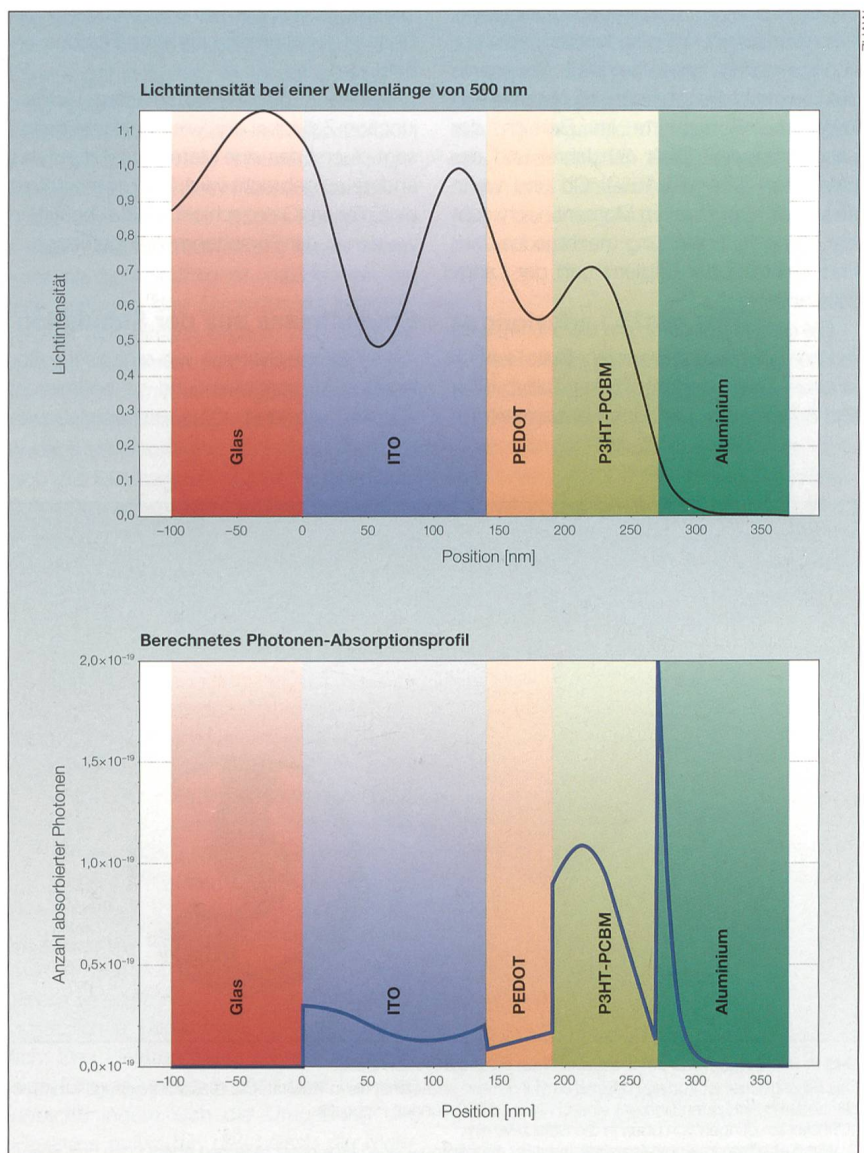 Lichtintensität bei einer Wellenlänge von 500 nm
1,1
1,0
0,9
0,8
0,7
0,6
0,5
0,4
0,3
0,2
0,1
0,0
Lichtintensität
Glas
ITO
PEDOT
P3HT-PCBM
Aluminium
−100 −50 0 50 100 150 200 250 300 350
Position [nm]
Berechnetes Photonen-Absorptionsprofil
2,0×10⁻¹⁹
1,5×10⁻¹⁹
1,0×10⁻¹⁹
0,5×10⁻¹⁹
0,0×10⁻¹⁹
Anzahl absorbierter Photonen
Glas
ITO
PEDOT
P3HT-PCBM
Aluminium
−100 −50 0 50 100 150 200 250 300 350
Position [nm]